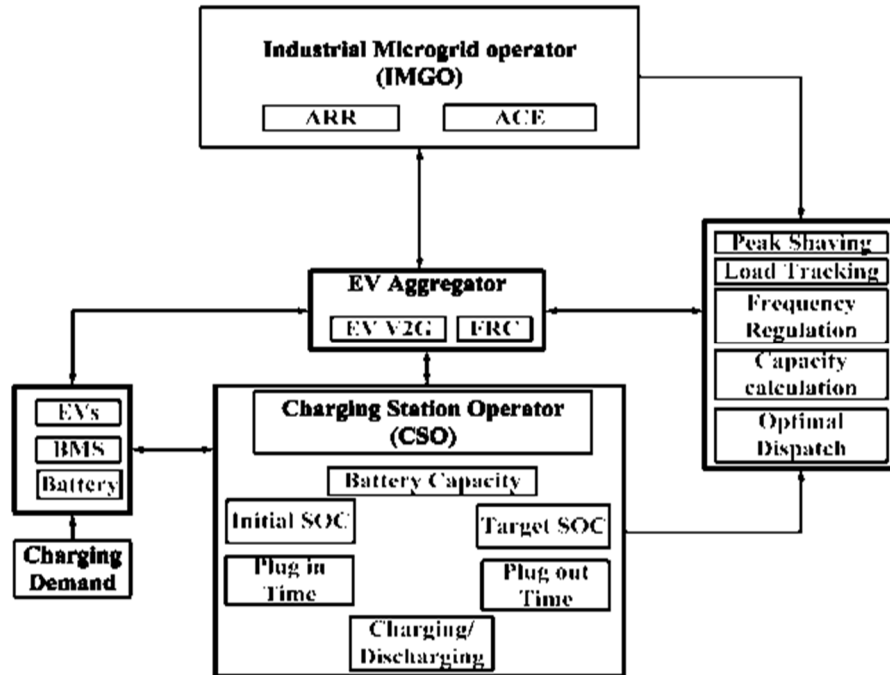 Industrial Microgrid operator
(IMGO)
ARR
ACE
Peak Shaving
Load Tracking
Frequency
Regulation
Capacity
calculation
Optimal
Dispatch
EV Aggregator
EV V2G
FRC
EVs
BMS
Battery
Charging
Demand
Charging Station Operator
(CSO)
Battery Capacity
Initial SOC
Target SOC
Plug in
Time
Plug out
Time
Charging/
Discharging